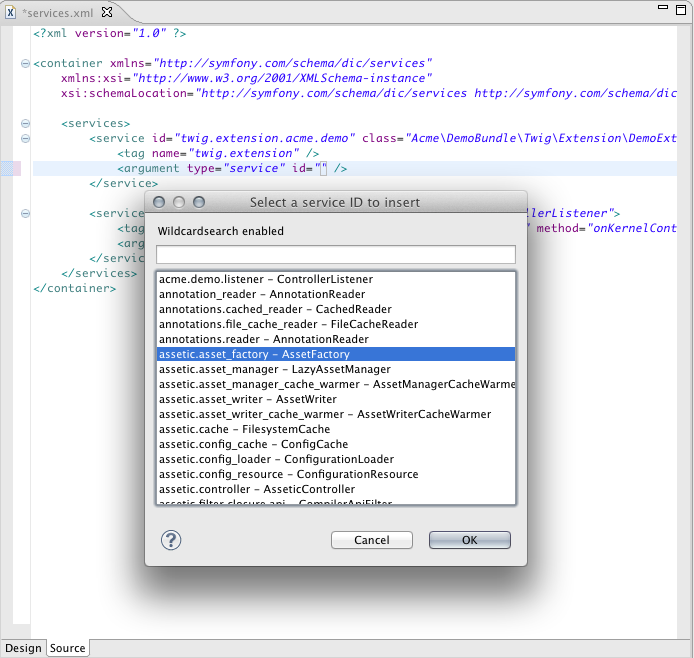 *services.xml
<?xml version="1.0" ?>
<container xmlns="http://symfony.com/schema/dic/services"
xmlns:xsi="http://www.w3.org/2001/XMLSchema-instance"
xsi:schemaLocation="http://symfony.com/schema/dic/services http://symfony.com/schema/dic
<services>
<service id="twig.extension.acme.demo" class="Acme\DemoBundle\Twig\Extension\DemoExt
<tag name="twig.extension" />
<argument type="service" id="" />
</service>
<service llerListener">
<tag " method="onKernelCont
<arg
</servic
</services>
</container>
Select a service ID to insert
Wildcardsearch enabled
acme.demo.listener – ControllerListener
annotation_reader – AnnotationReader
annotations.cached_reader – CachedReader
annotations.file_cache_reader – FileCacheReader
annotations.reader – AnnotationReader
assetic.asset_factory – AssetFactory
assetic.asset_manager – LazyAssetManager
assetic.asset_manager_cache_warmer – AssetManagerCacheWarme
assetic.asset_writer – AssetWriter
assetic.asset_writer_cache_warmer – AssetWriterCacheWarmer
assetic.cache – FilesystemCache
assetic.config_cache – ConfigCache
assetic.config_loader – ConfigurationLoader
assetic.config_resource – ConfigurationResource
assetic.controller – AsseticController
assetic.filter.closure.api – CompilerApiFilter
?
Cancel
OK
Design
Source